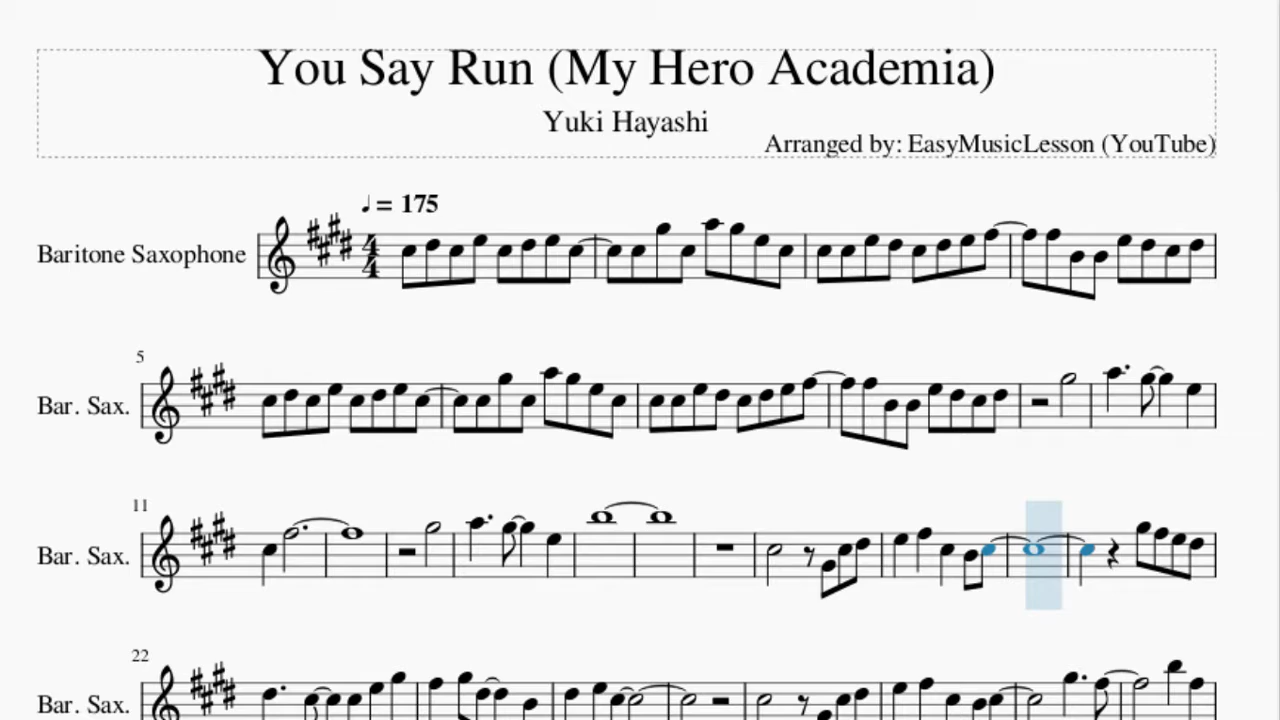 You Say Run (My Hero Academia)
Yuki Hayashi
Arranged by: EasyMusicLesson (YouTube)
♩ = 175
Baritone Saxophone
4
4
5
Bar. Sax.
11
Bar. Sax.
22
Bar. Sax.